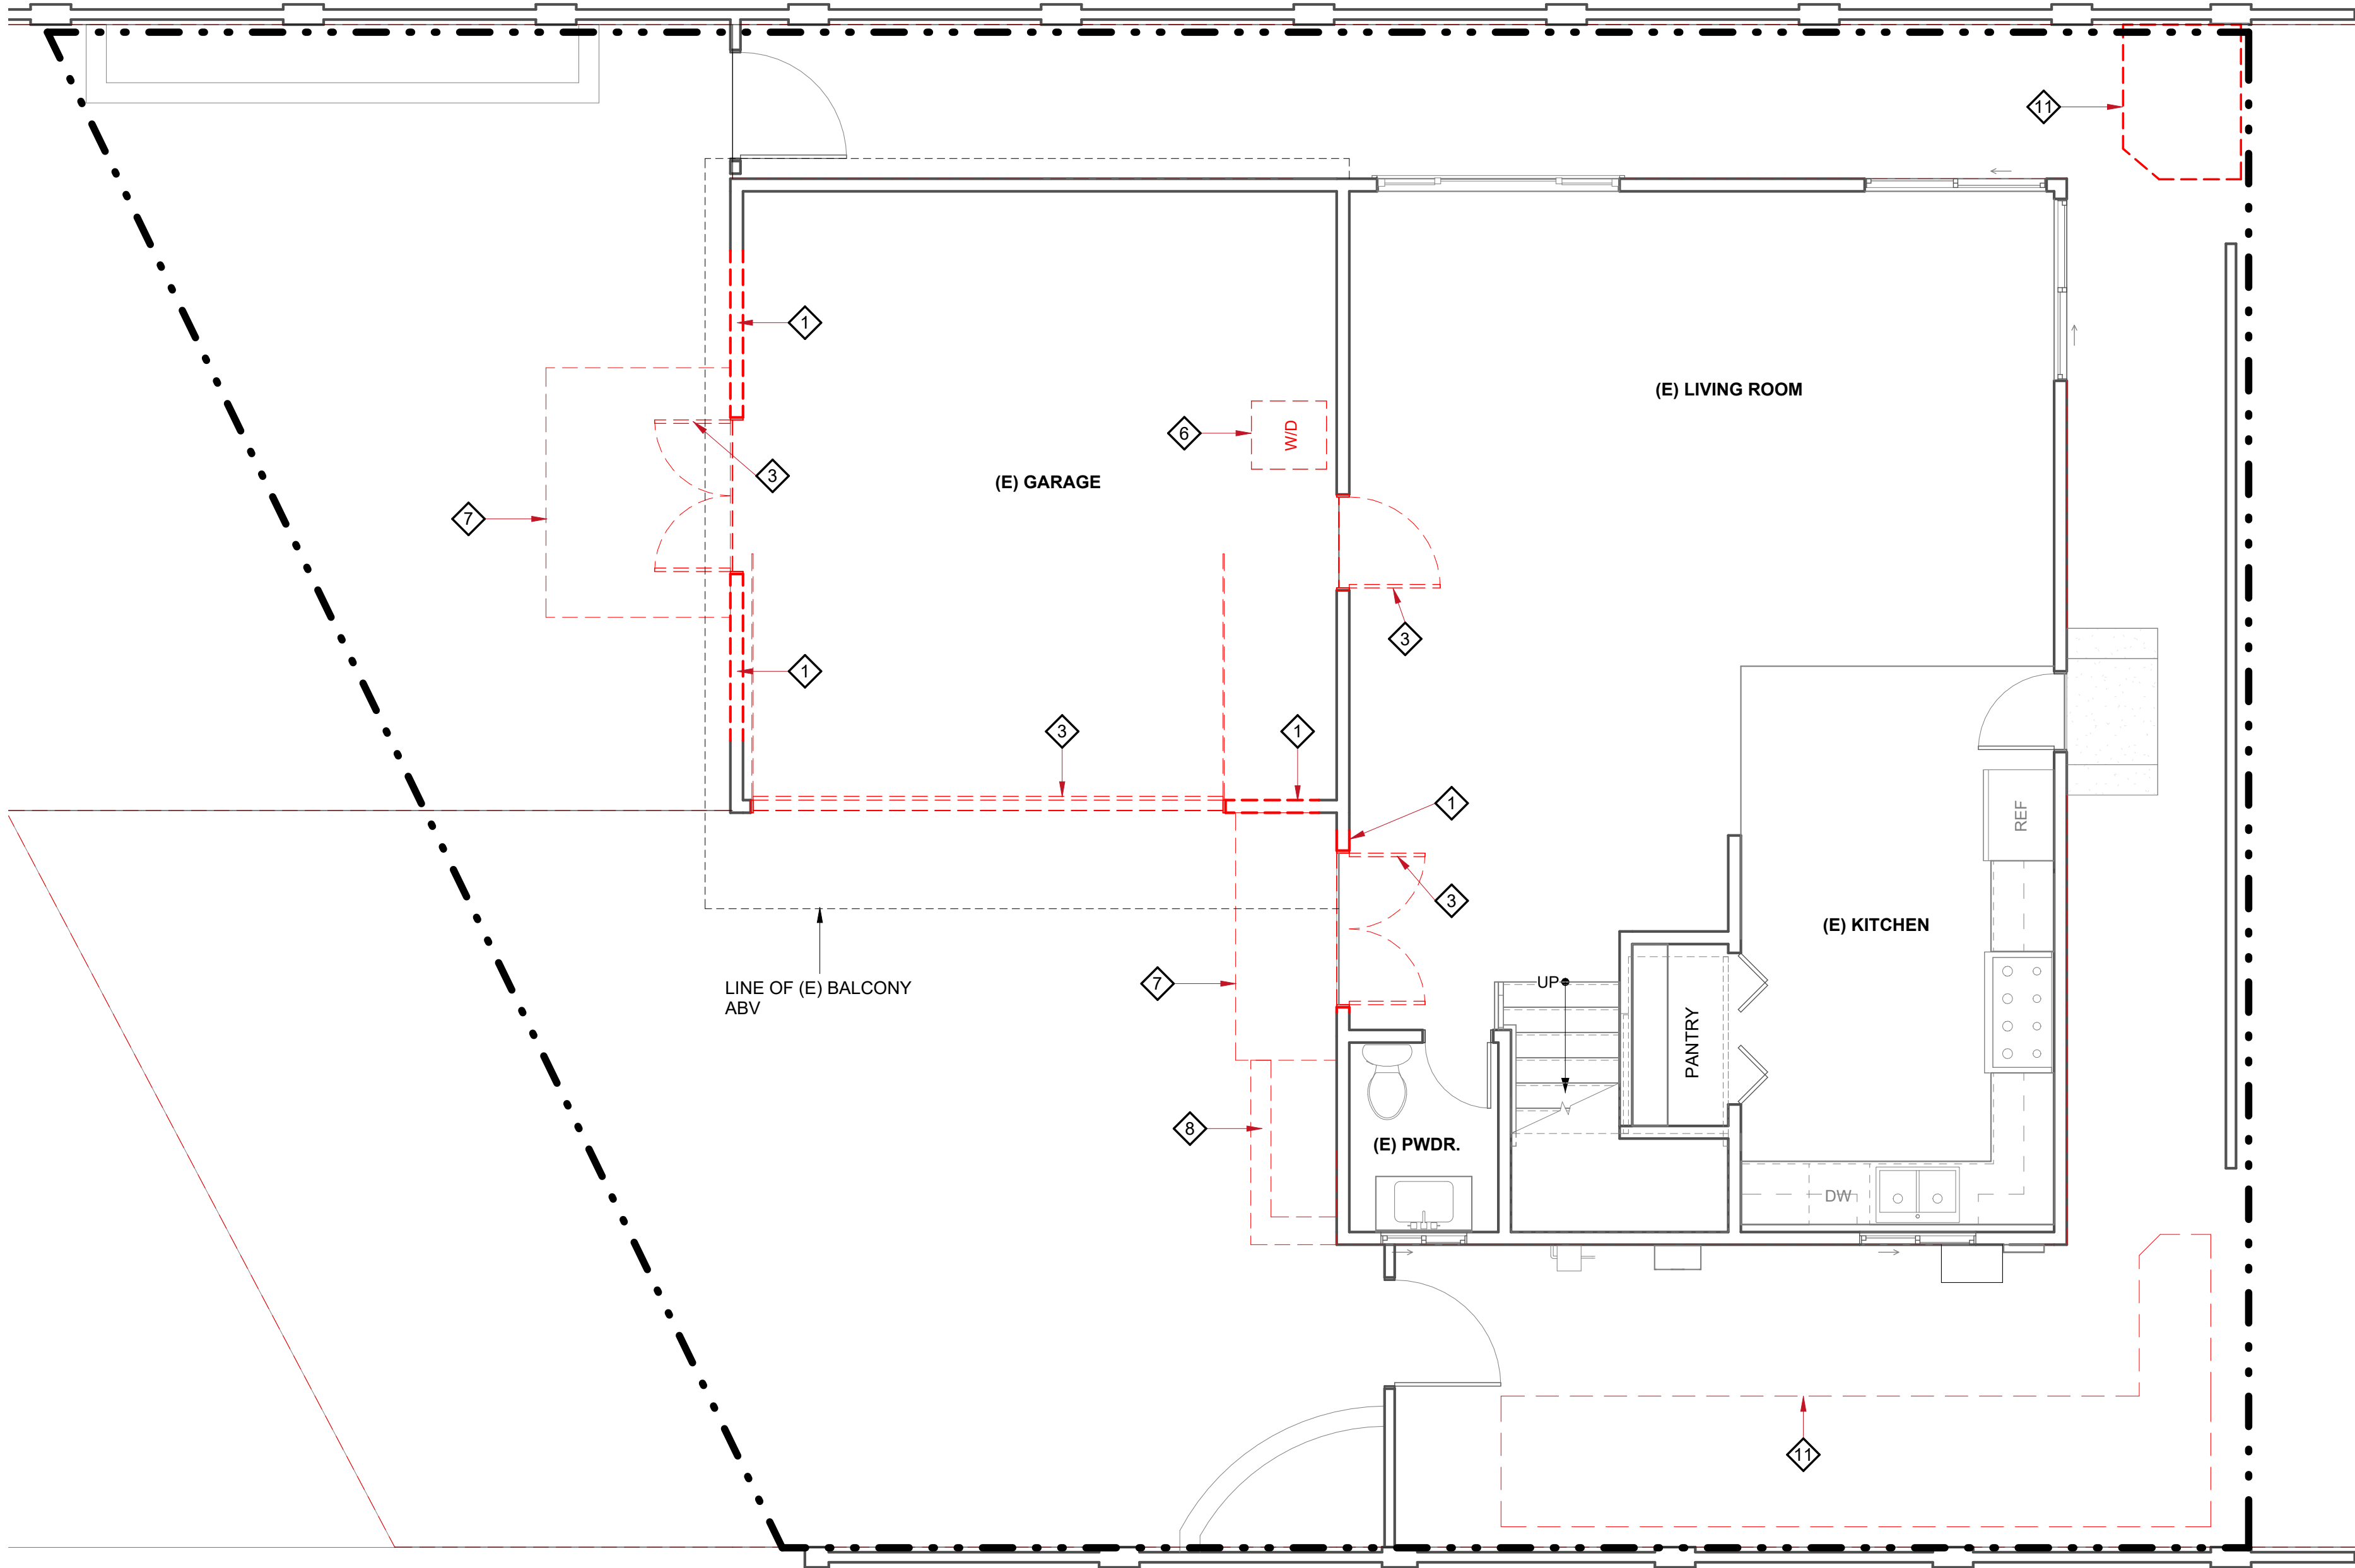 11
1
(E) LIVING ROOM
6
W/D
3
(E) GARAGE
7
3
1
3
1
1
REF
3
(E) KITCHEN
UP
7
LINE OF (E) BALCONY
ABV
PANTRY
8
(E) PWDR.
DW
11